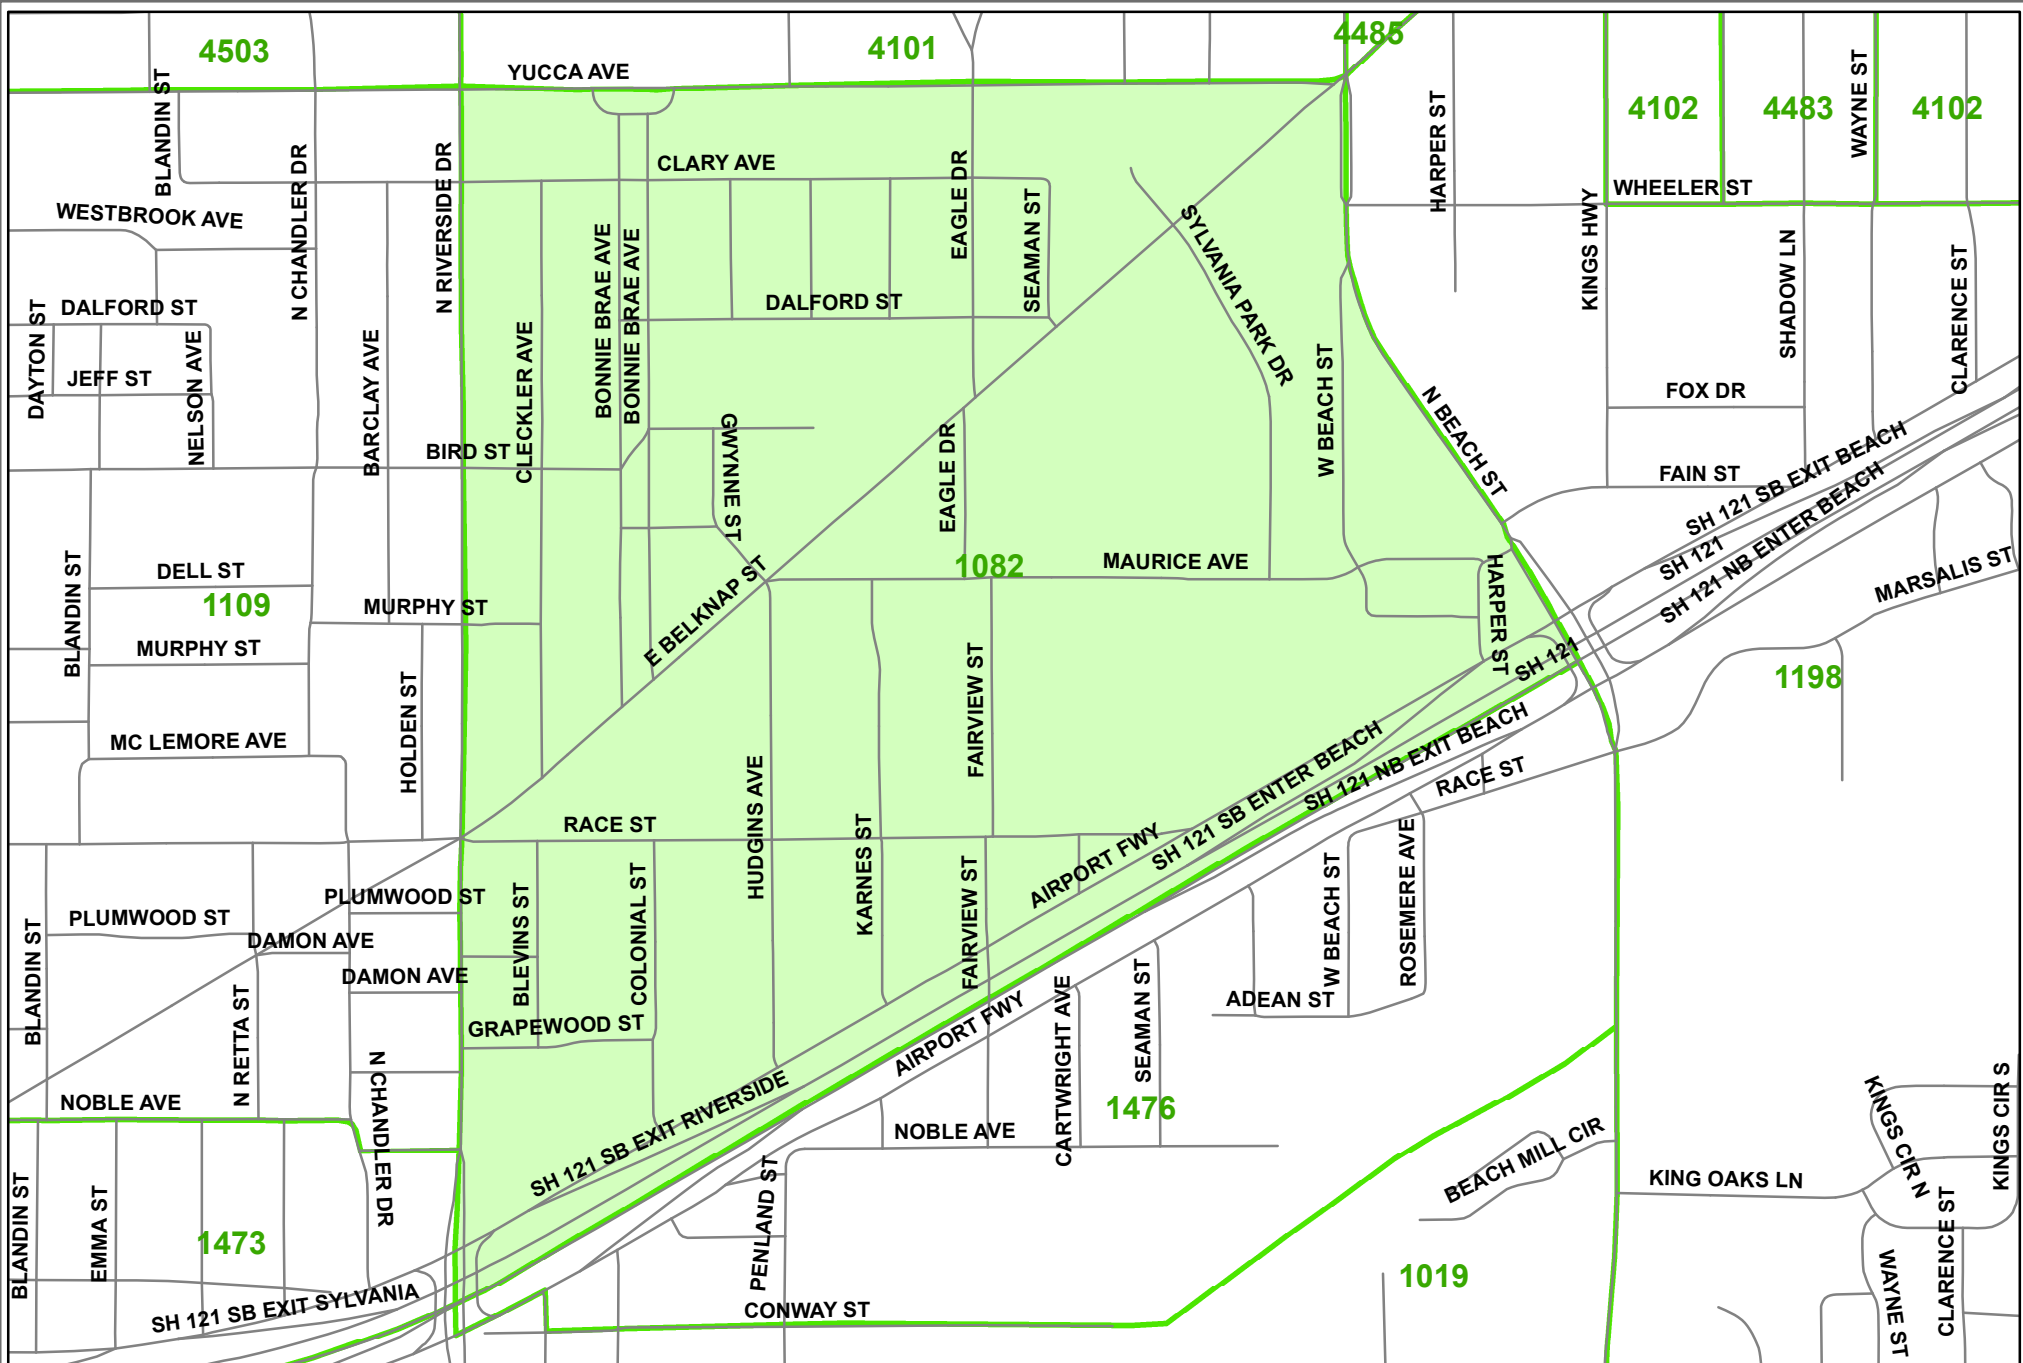 4503
4101
4485
YUCCA AVE
BLANDIN ST
HARPER ST
4102
4483
WAYNE ST
4102
N CHANDLER DR
N RIVERSIDE DR
CLARY AVE
EAGLE DR
SEAMAN ST
WHEELER ST
WESTBROOK AVE
SYLVANIA PARK DR
KINGS HWY
SHADOW LN
CLARENCE ST
DALFORD ST
DAYTON ST
NELSON AVE
JEFF ST
BARCLAY AVE
CLECKLER AVE
BONNIE BRAE AVE
BONNIE BRAE AVE
DALFORD ST
W BEACH ST
N BEACH ST
FOX DR
BIRD ST
GWYNNE ST
EAGLE DR
FAIN ST
SH 121 SB EXIT BEACH
SH 121
SH 121 NB ENTER BEACH
MARSALIS ST
BLANDIN ST
DELL ST
1109
MURPHY ST
MURPHY ST
E BELKNAP ST
1082
MAURICE AVE
HARPER ST
SH 121
1198
MC LEMORE AVE
HOLDEN ST
HUDGINS AVE
FAIRVIEW ST
SH 121 SB ENTER BEACH
SH 121 NB EXIT BEACH
RACE ST
RACE ST
KARNES ST
AIRPORT FWY
W BEACH ST
ROSEMERE AVE
PLUMWOOD ST
PLUMWOOD ST
BLANDIN ST
DAMON AVE
DAMON AVE
BLEVINS ST
COLONIAL ST
FAIRVIEW ST
N RETTA ST
GRAPEWOOD ST
AIRPORT FWY
CARTWRIGHT AVE
SEAMAN ST
ADEAN ST
NOBLE AVE
N CHANDLER DR
SH 121 SB EXIT RIVERSIDE
1476
NOBLE AVE
BEACH MILL CIR
KINGS CIR N
KINGS CIR S
KING OAKS LN
BLANDIN ST
EMMA ST
1473
PENLAND ST
1019
CLARENCE ST
WAYNE ST
SH 121 SB EXIT SYLVANIA
CONWAY ST